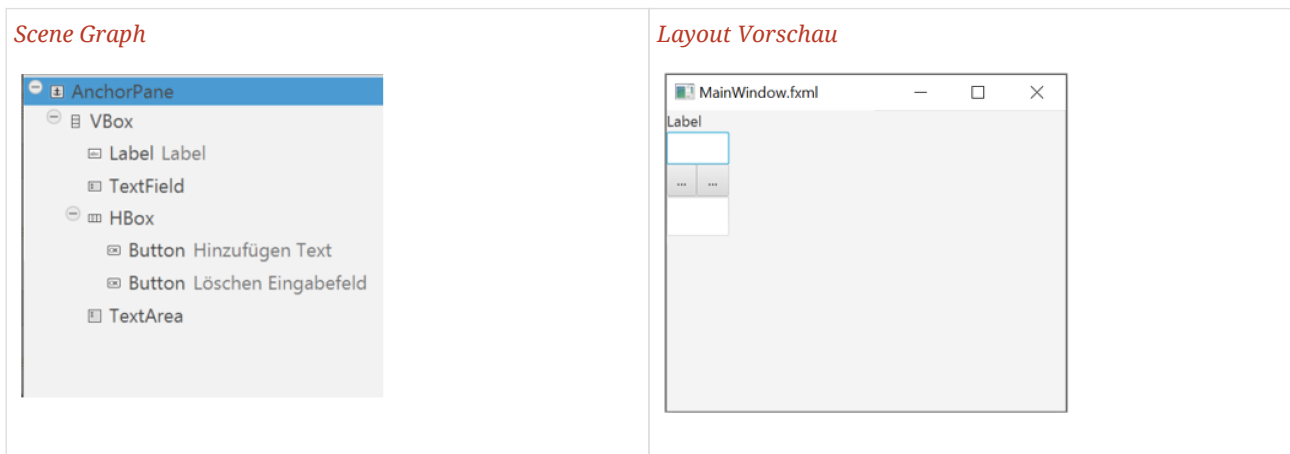 Scene Graph
AnchorPane
VBox
Label Label
TextField
HBox
Button Hinzufügen Text
Button Löschen Eingabefeld
TextArea
Layout Vorschau
MainWindow.fxml
Label
... ...